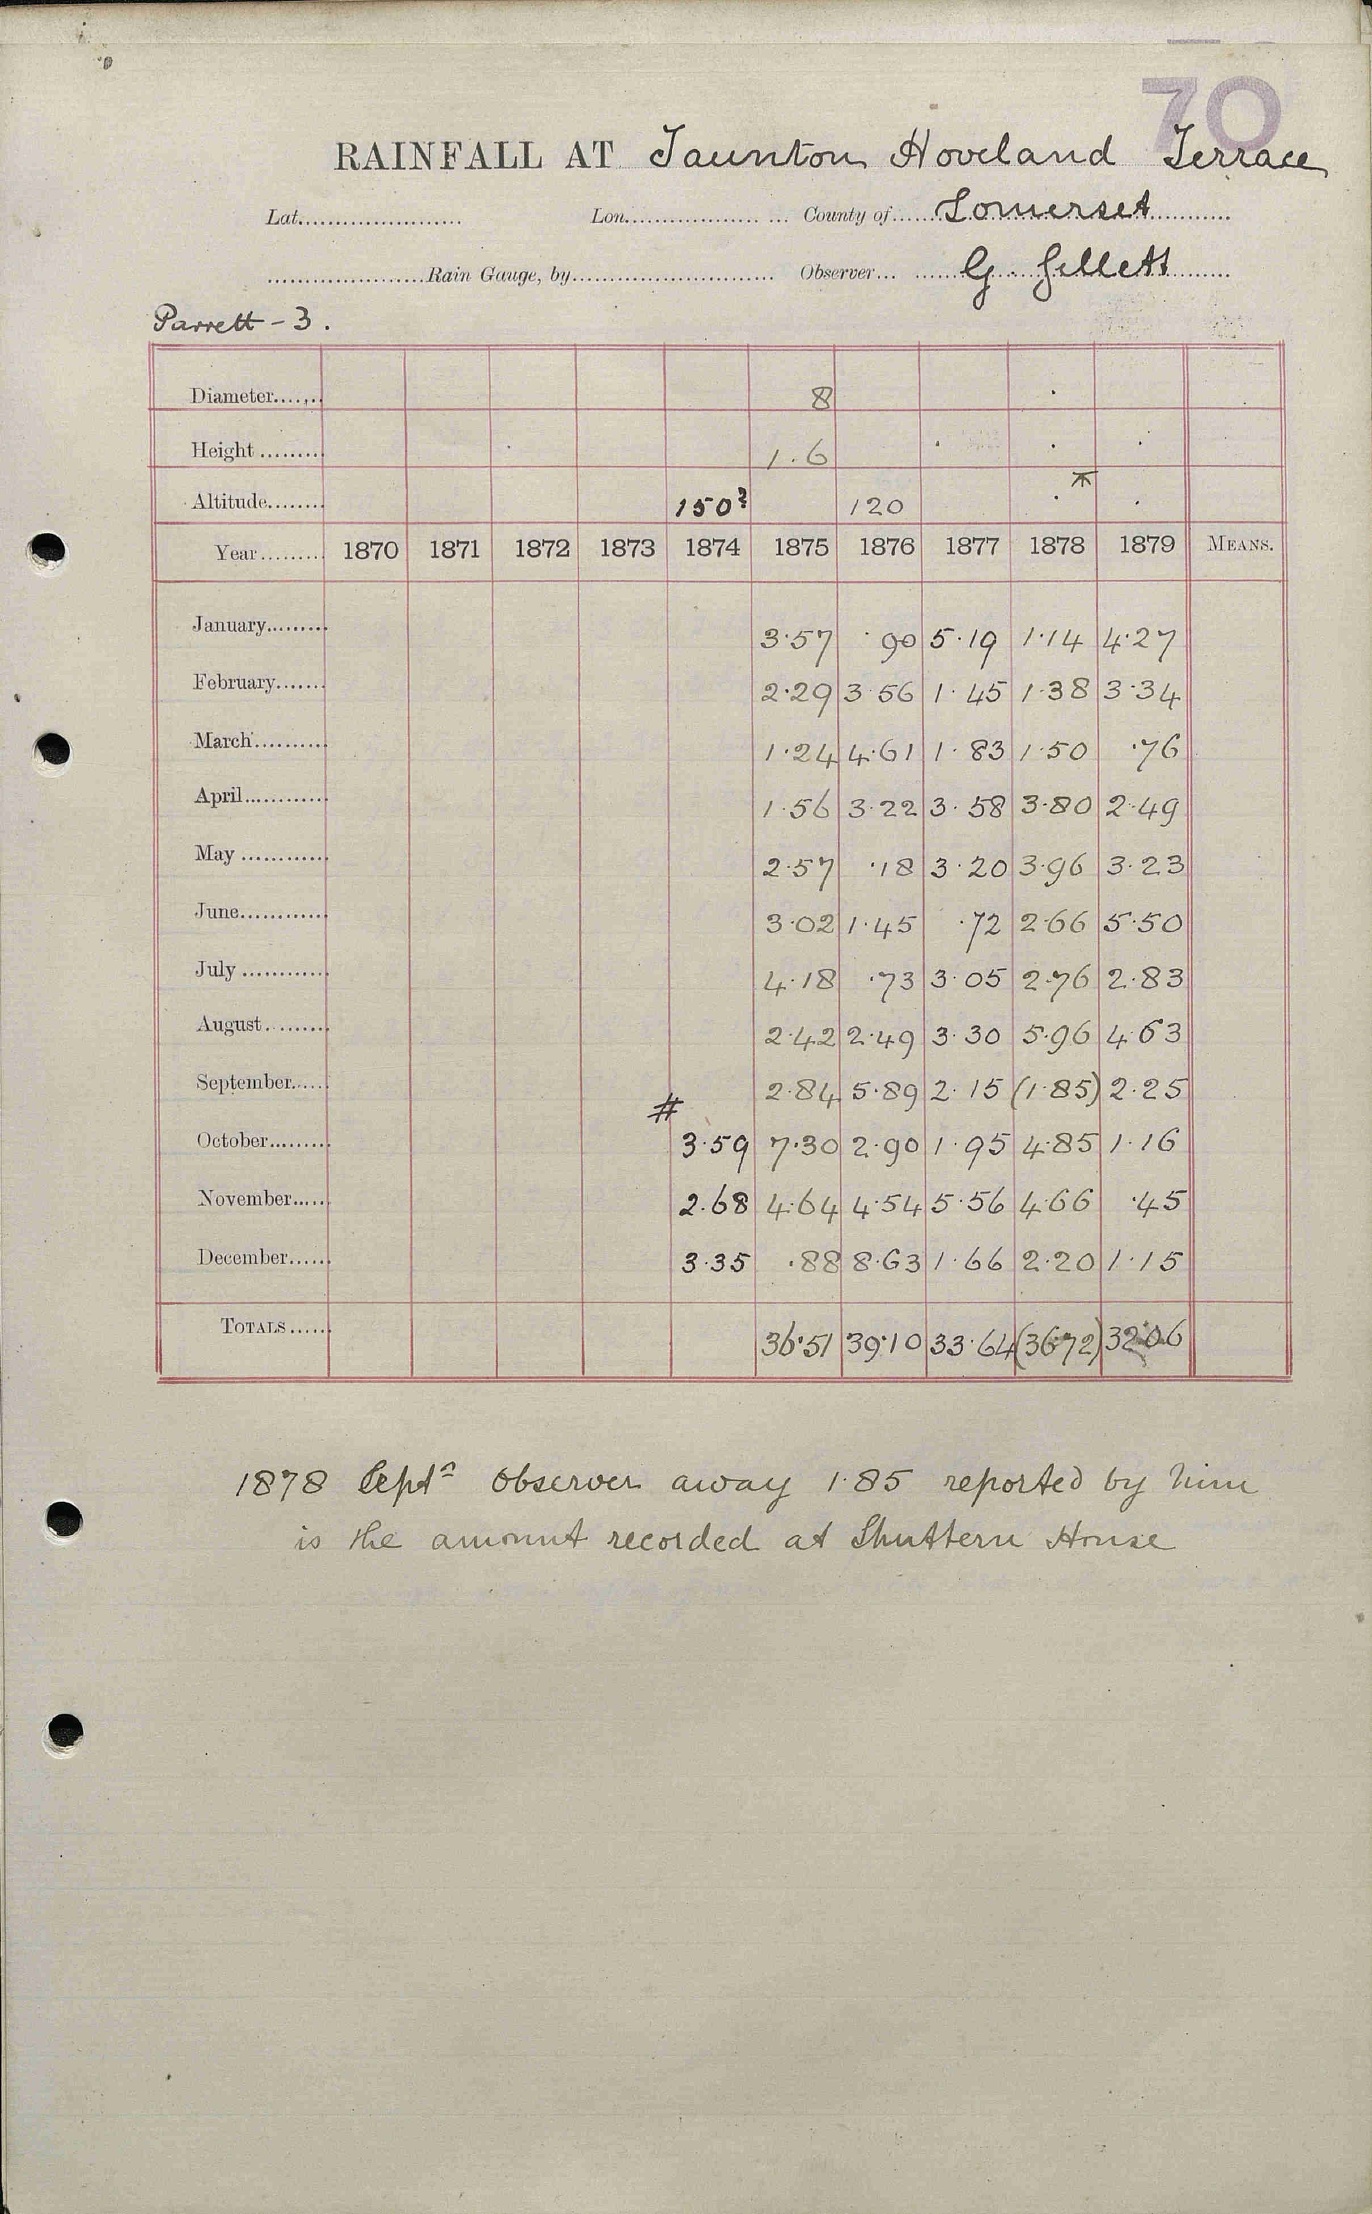 70
RAINFALL AT Taunton Hoveland Terrace
Lat. Lon. County of Somerset
Rain Gauge, by Observer G. Gillett
Parrett - 3.
Diameter 8
Height 1.6
Altitude 150? 120
Year 1870 1871 1872 1873 1874 1875 1876 1877 1878 1879 MEANS.
January 3.57 .90 5.19 1.14 4.27
February 2.29 3.56 1.45 1.38 3.34
March 1.24 4.61 1.83 1.50 .76
April 1.56 3.22 3.58 3.80 2.49
May 2.57 .18 3.20 3.96 3.23
June 3.02 1.45 .72 2.66 5.50
July 4.18 .73 3.05 2.76 2.83
August 2.42 2.49 3.30 5.96 4.63
September 2.84 5.89 2.15 (1.85) 2.25
#
October 3.59 7.30 2.90 1.95 4.85 1.16
November 2.68 4.64 4.54 5.56 4.66 .45
December 3.35 .88 8.63 1.66 2.20 1.15
TOTALS 36.51 39.10 33.64 (36.72) 32.06
1878 Septr Observer away 1.85 reported by him
is the amount recorded at Shuttern House